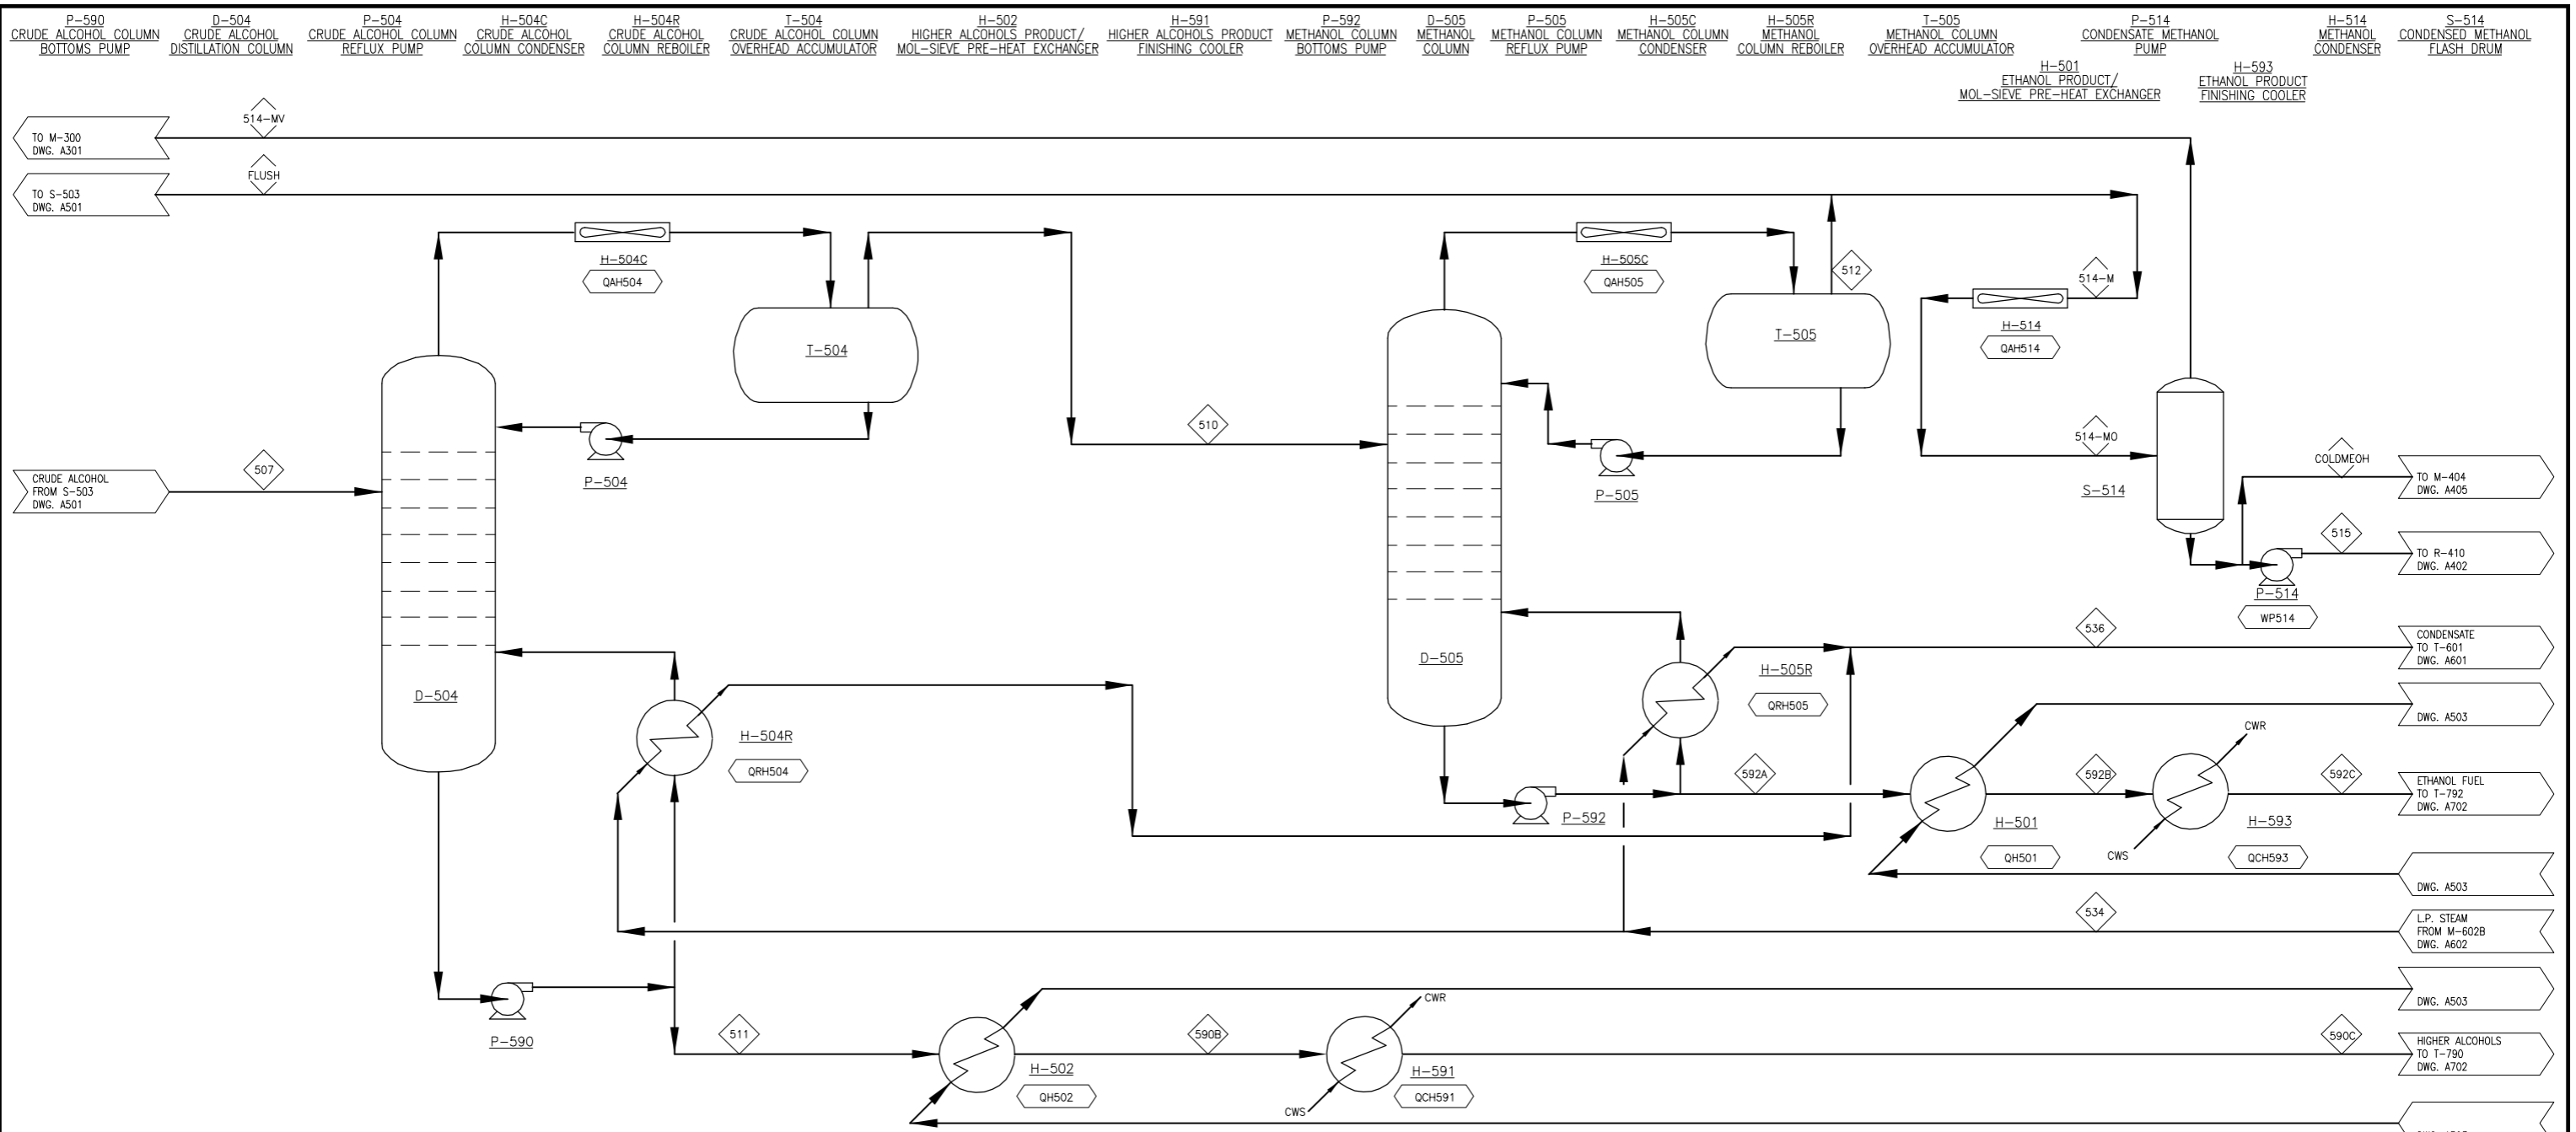 P-590
CRUDE ALCOHOL COLUMN
BOTTOMS PUMP
D-504
CRUDE ALCOHOL
DISTILLATION COLUMN
P-504
CRUDE ALCOHOL COLUMN
REFLUX PUMP
H-504C
CRUDE ALCOHOL
COLUMN CONDENSER
H-504R
CRUDE ALCOHOL
COLUMN REBOILER
T-504
CRUDE ALCOHOL COLUMN
OVERHEAD ACCUMULATOR
H-502
HIGHER ALCOHOLS PRODUCT/
MOL-SIEVE PRE-HEAT EXCHANGER
H-591
HIGHER ALCOHOLS PRODUCT
FINISHING COOLER
P-592
METHANOL COLUMN
BOTTOMS PUMP
D-505
METHANOL
COLUMN
P-505
METHANOL COLUMN
REFLUX PUMP
H-505C
METHANOL COLUMN
CONDENSER
H-505R
METHANOL
COLUMN REBOILER
T-505
METHANOL COLUMN
OVERHEAD ACCUMULATOR
P-514
CONDENSATE METHANOL
PUMP
H-514
METHANOL
CONDENSER
S-514
CONDENSED METHANOL
FLASH DRUM
H-501
ETHANOL PRODUCT/
MOL-SIEVE PRE-HEAT EXCHANGER
H-593
ETHANOL PRODUCT
FINISHING COOLER
TO M-300
DWG. A301
514-MV
TO S-503
DWG. A501
FLUSH
H-504C
QAH504
H-505C
QAH505
512
514-M
T-504
T-505
H-514
QAH514
510
514-MO
P-504
P-505
S-514
CRUDE ALCOHOL
FROM S-503
DWG. A501
507
COLDMEOH
TO M-404
DWG. A405
515
TO R-410
DWG. A402
P-514
WP514
D-504
D-505
536
CONDENSATE
TO T-601
DWG. A601
H-504R
QRH504
H-505R
QRH505
DWG. A503
CWR
592A
592B
592C
ETHANOL FUEL
TO T-792
DWG. A702
P-592
H-501
QH501
CWS
H-593
QCH593
DWG. A503
534
L.P. STEAM
FROM M-602B
DWG. A602
DWG. A503
P-590
511
590B
CWR
590C
HIGHER ALCOHOLS
TO T-790
DWG. A702
H-502
QH502
CWS
H-591
QCH591